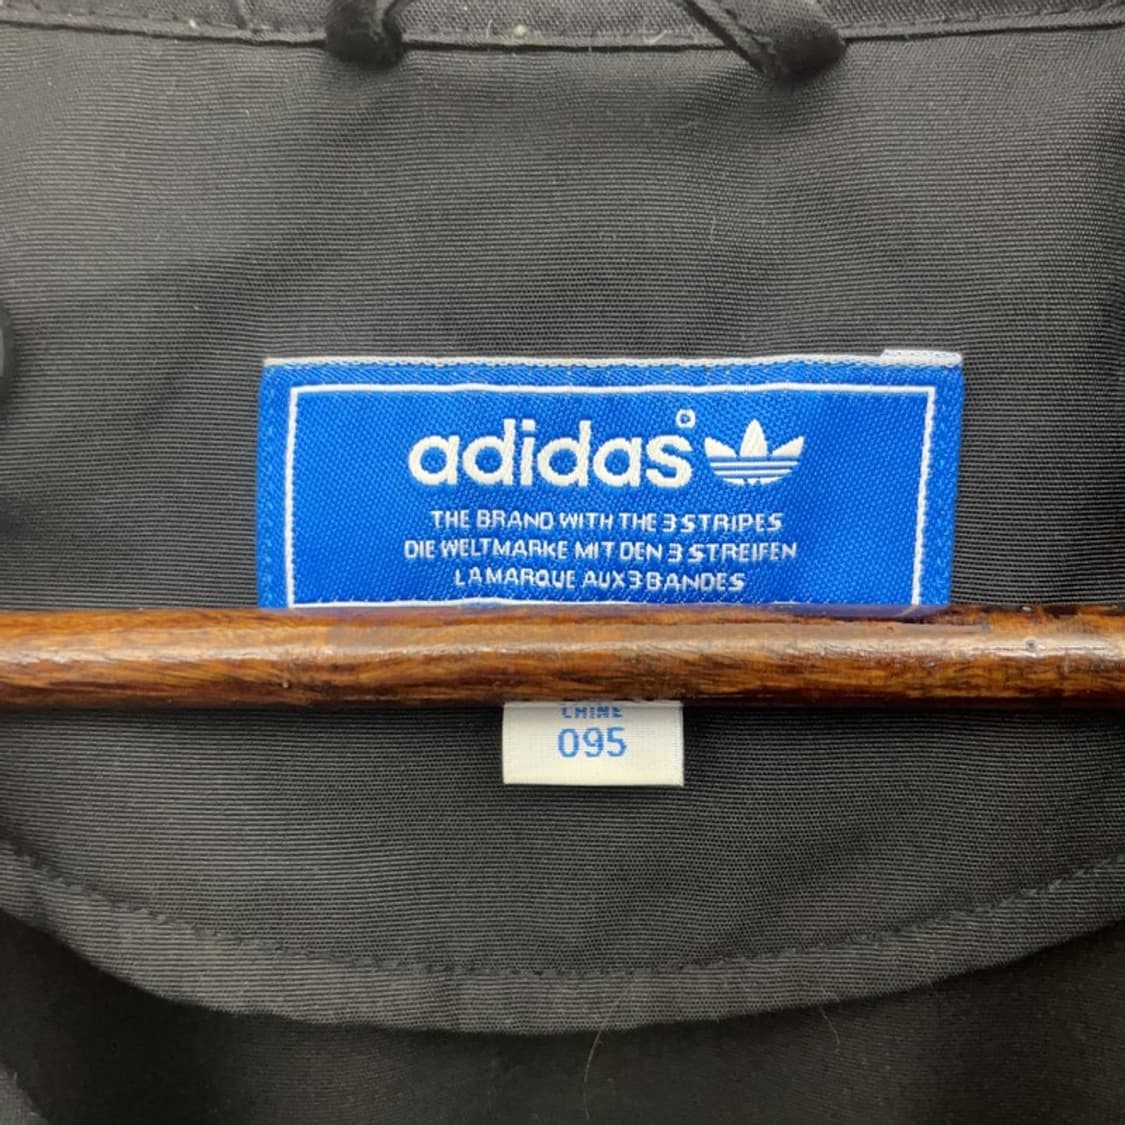 adidas
THE BRAND WITH THE 3 STRIPES
DIE WELTMARKE MIT DEN 3 STREIFEN
LA MARQUE AUX 3 BANDES
CHINE
095